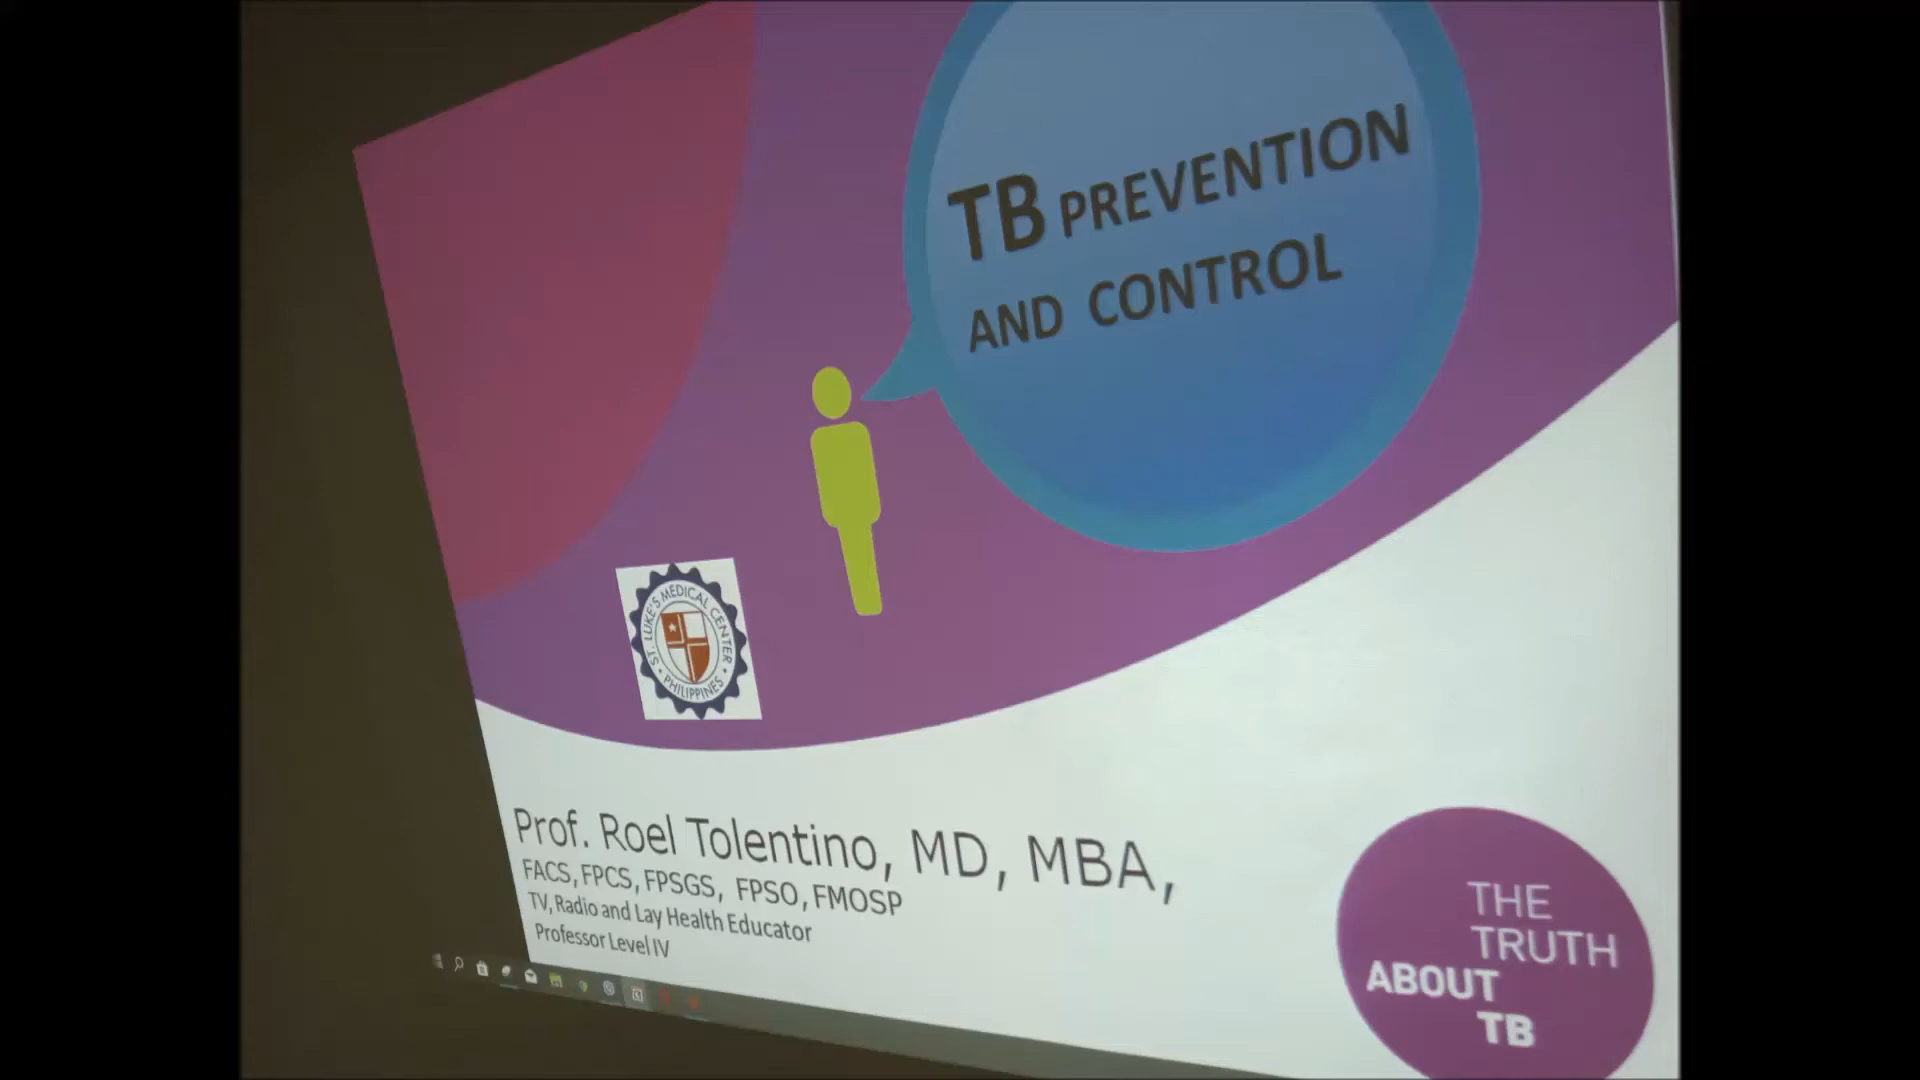 TB PREVENTION
AND CONTROL
ST. LUKE'S MEDICAL CENTER
PHILIPPINES
Prof. Roel Tolentino, MD, MBA,
FACS, FPCS, FPSGS, FPSO, FMOSP
TV, Radio and Lay Health Educator
Professor Level IV
THE
TRUTH
ABOUT
TB